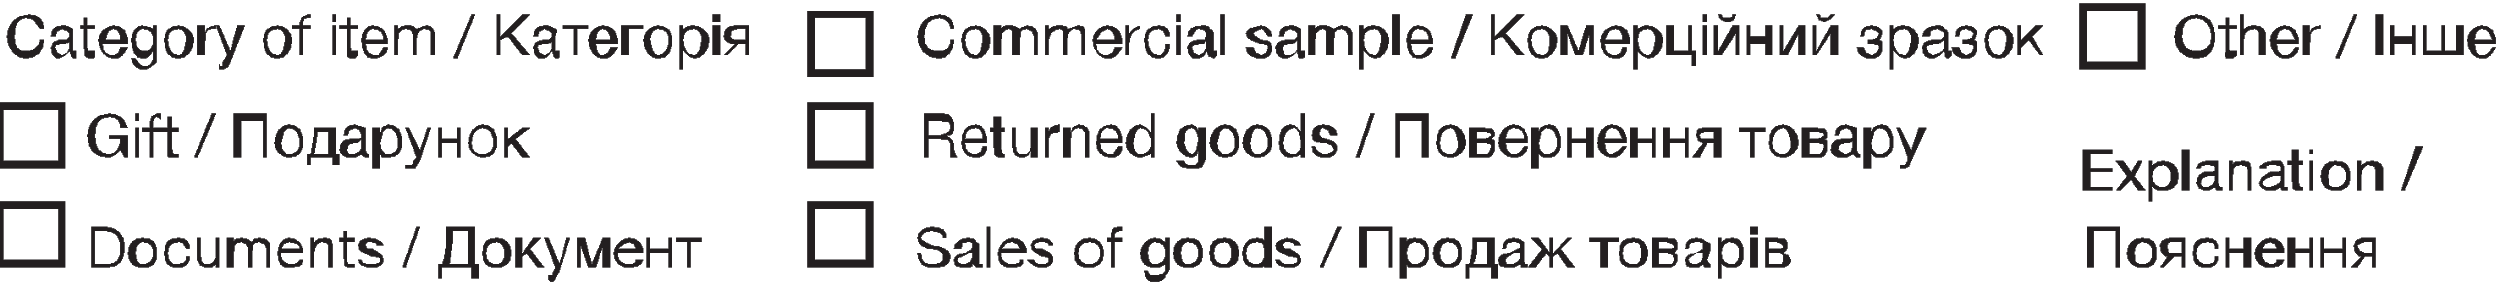 Category of item / Категорія
Gift / Подарунок
Documents / Документ
Commercial sample / Комерційний зразок
Returned goods / Повернення товару
Sales of goods / Продаж товарів
Other / Інше
Explanation /
Пояснення